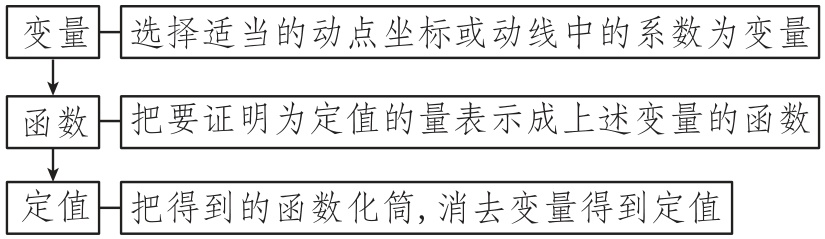 变量 选择适当的动点坐标或动线中的系数为变量
函数 把要证明为定值的量表示成上述变量的函数
定值 把得到的函数化筒,消去变量得到定值